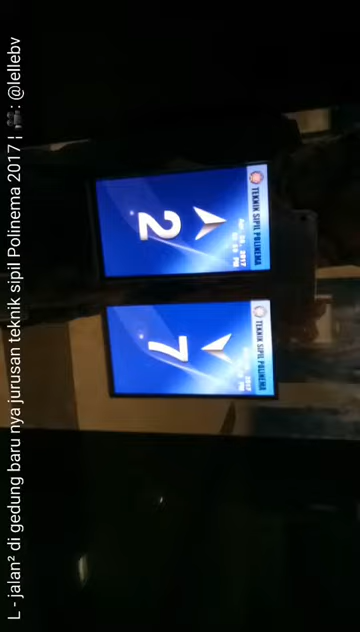 L - jalan² di gedung baru nya jurusan teknik sipil Polinema 2017 ¦ 🎥: @lellebv
TEKNIK SIPIL POLINEMA
2
TEKNIK SIPIL POLINEMA
7